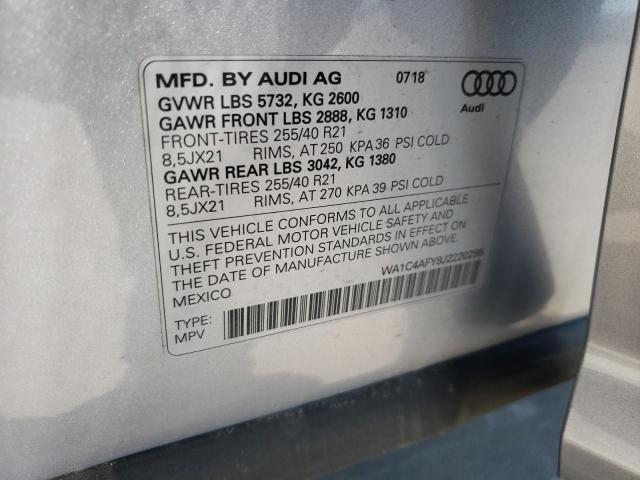 MFD. BY AUDI AG 0718
Audi
GVWR LBS 5732, KG 2600
GAWR FRONT LBS 2888, KG 1310
FRONT-TIRES 255/40 R21
8,5JX21 RIMS, AT 250 KPA 36 PSI COLD
GAWR REAR LBS 3042, KG 1380
REAR-TIRES 255/40 R21
8,5JX21 RIMS, AT 270 KPA 39 PSI COLD
THIS VEHICLE CONFORMS TO ALL APPLICABLE
U.S. FEDERAL MOTOR VEHICLE SAFETY AND
THEFT PREVENTION STANDARDS IN EFFECT ON
THE DATE OF MANUFACTURE SHOWN ABOVE.
MEXICO
WA1C4AFY8J2220295
TYPE:
MPV